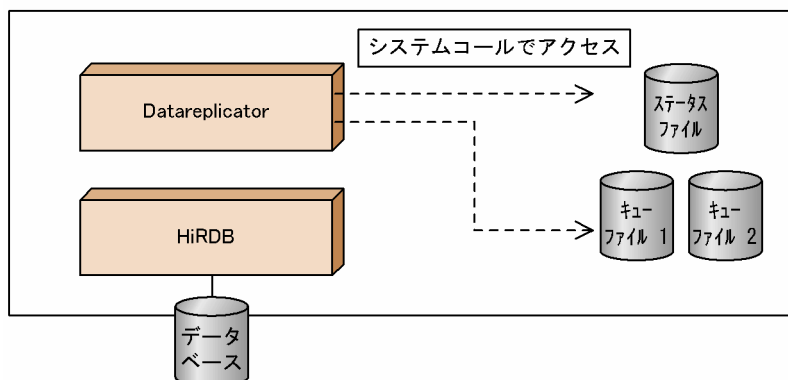 システムコールでアクセス
Datareplicator
ｽﾃｰﾀｽ
ﾌｧｲﾙ
HiRDB
ｷｭｰ
ﾌｧｲﾙ 1
ｷｭｰ
ﾌｧｲﾙ 2
データ
ベース